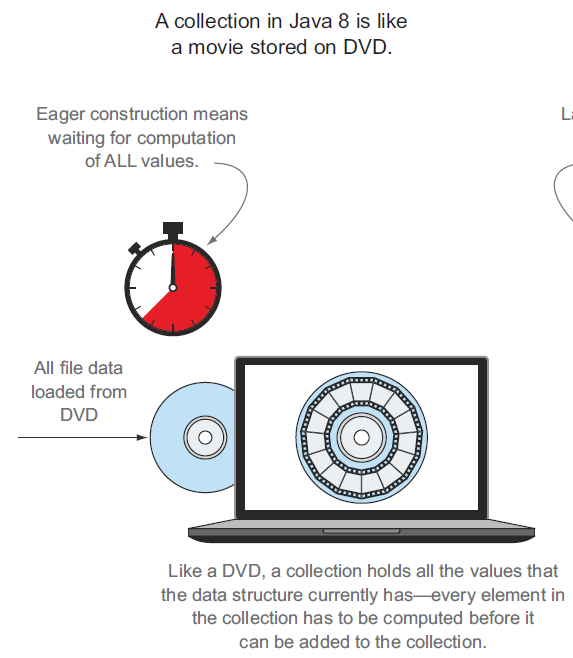 A collection in Java 8 is like
a movie stored on DVD.
Eager construction means
waiting for computation
of ALL values.
All file data
loaded from
DVD
Like a DVD, a collection holds all the values that
the data structure currently has—every element in
the collection has to be computed before it
can be added to the collection.